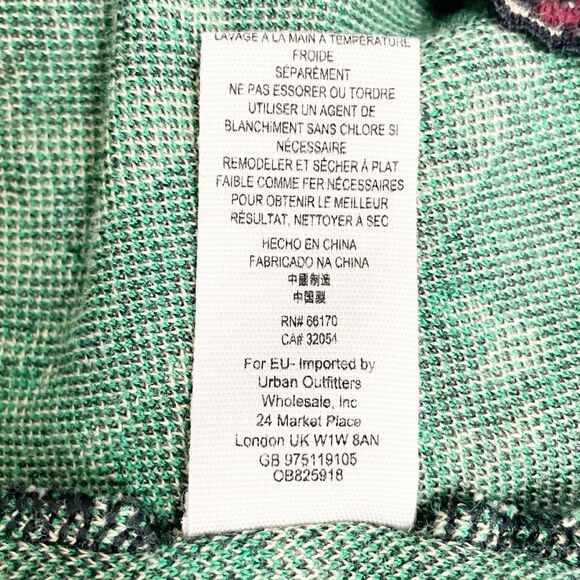 LAVAGE À LA MAIN À TEMPÉRATURE
FROIDE
SÉPARÉMENT
NE PAS ESSORER OU TORDRE
UTILISER UN AGENT DE
BLANCHIMENT SANS CHLORE SI
NÉCESSAIRE
REMODELER ET SÉCHER À PLAT
FAIBLE COMME FER NÉCESSAIRES
POUR OBTENIR LE MEILLEUR
RÉSULTAT, NETTOYER À SEC
HECHO EN CHINA
FABRICADO NA CHINA
中國制造
中国製
RN# 66170
CA# 32054
For EU- Imported by
Urban Outfitters
Wholesale, Inc
24 Market Place
London UK W1W 8AN
GB 975119105
OB825918